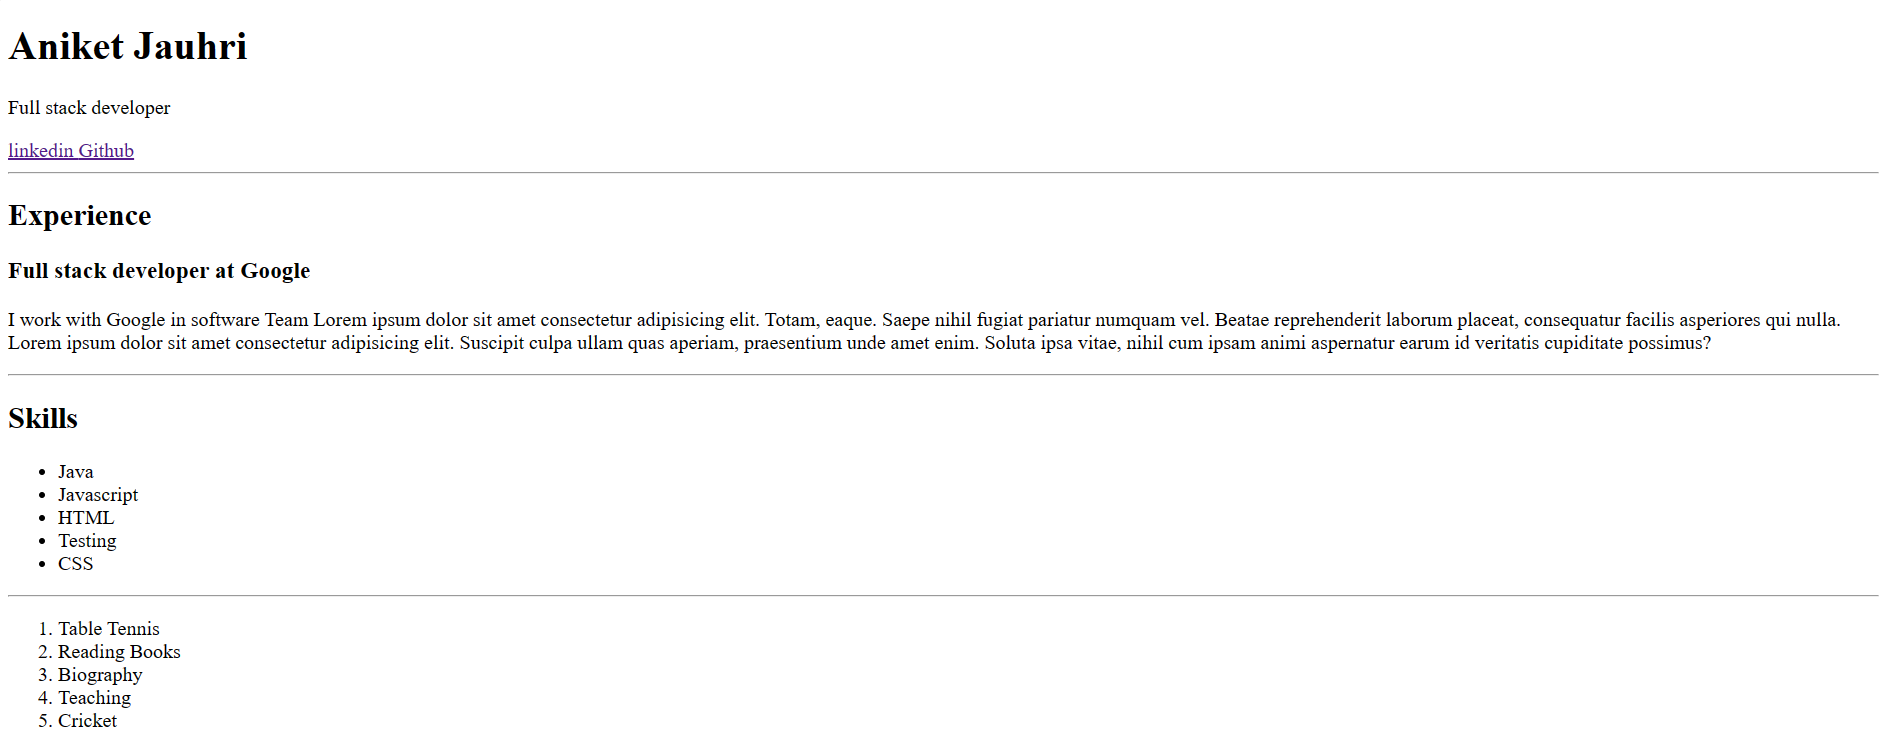 Aniket Jauhri
Full stack developer
linkedin Github
Experience
Full stack developer at Google
I work with Google in software Team Lorem ipsum dolor sit amet consectetur adipisicing elit. Totam, eaque. Saepe nihil fugiat pariatur numquam vel. Beatae reprehenderit laborum placeat, consequatur facilis asperiores qui nulla.
Lorem ipsum dolor sit amet consectetur adipisicing elit. Suscipit culpa ullam quas aperiam, praesentium unde amet enim. Soluta ipsa vitae, nihil cum ipsam animi aspernatur earum id veritatis cupiditate possimus?
Skills
• Java
• Javascript
• HTML
• Testing
• CSS
1. Table Tennis
2. Reading Books
3. Biography
4. Teaching
5. Cricket